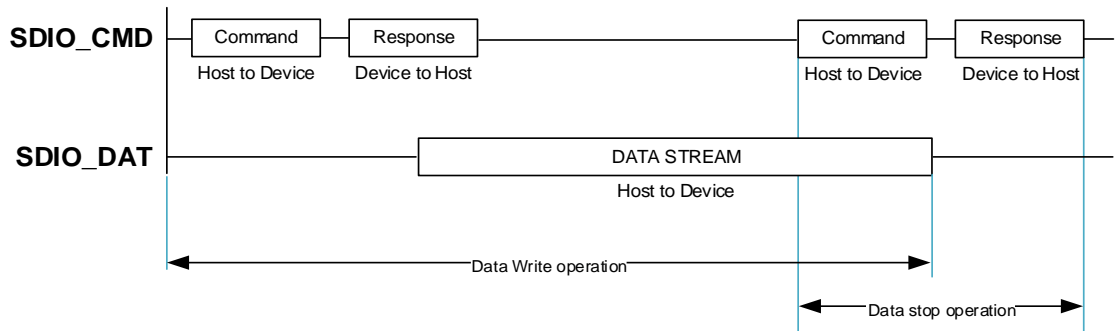 SDIO_CMD
Command
Response
Command
Response
Host to Device
Device to Host
Host to Device
Device to Host
SDIO_DAT
DATA STREAM
Host to Device
Data Write operation
Data stop operation